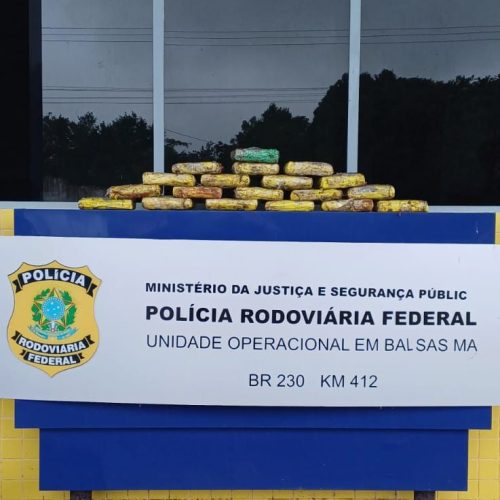 POLÍCIA
RODOVIÁRIA
FEDERAL
MINISTÉRIO DA JUSTIÇA E SEGURANÇA PÚBLIC
POLÍCIA RODOVIÁRIA FEDERAL
UNIDADE OPERACIONAL EM BALSAS MA
BR 230 KM 412